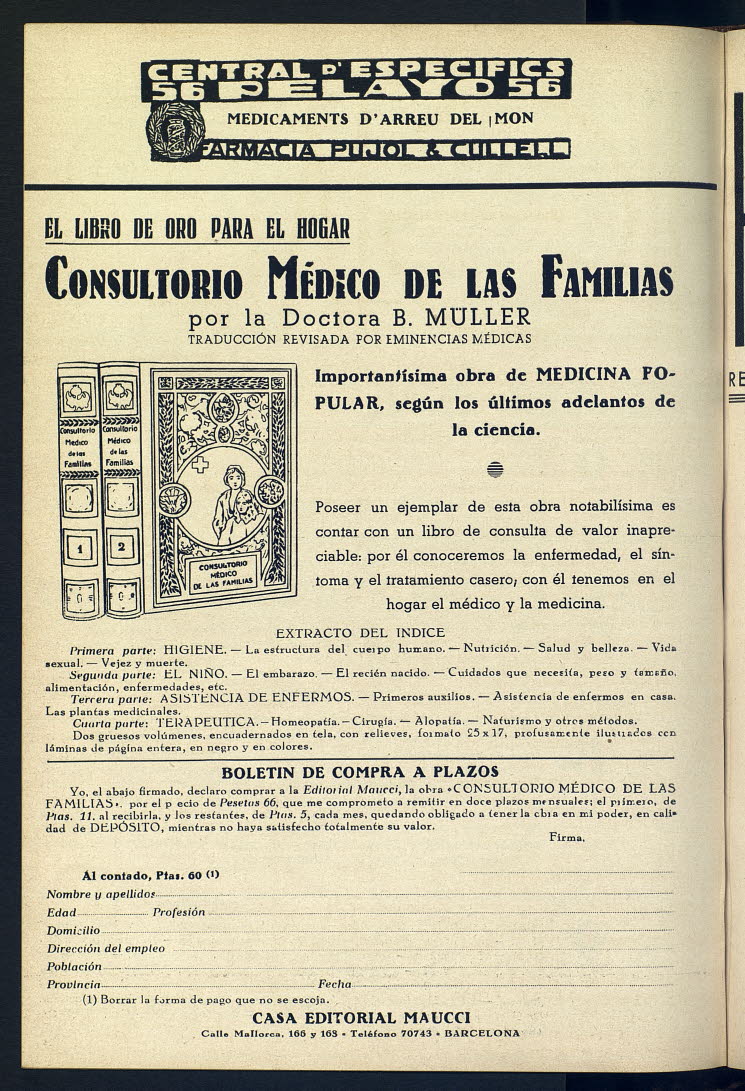 CENTRAL D'ESPECIFICS
56 PELAYO 56
MEDICAMENTS D'ARREU DEL MON
FARMACIA PUJOL & CULLELL
EL LIBRO DE ORO PARA EL HOGAR
CONSULTORIO MÉDICO DE LAS FAMILIAS
por la Doctora B. MÜLLER
TRADUCCIÓN REVISADA POR EMINENCIAS MÉDICAS
Importantísima obra de MEDICINA PO-
PULAR, según los últimos adelantos de
la ciencia.
Consultorio
Medico
de las
Familias
1
Consultorio
Médico
de las
Familias
2
CONSULTORIO
MÉDICO
DE LAS FAMILIAS
Poseer un ejemplar de esta obra notabilísima es
contar con un libro de consulta de valor inapre-
ciable: por él conoceremos la enfermedad, el sín-
toma y el tratamiento casero; con él tenemos en el
hogar el médico y la medicina.
EXTRACTO DEL INDICE
Primera parte: HIGIENE. — La estructura del cuerpo humano. — Nutrición. — Salud y belleza. — Vida
sexual. — Vejez y muerte.
Segunda parte: EL NIÑO. — El embarazo. — El recién nacido. — Cuidados que necesita, peso y tamaño,
alimentación, enfermedades, etc.
Tercera parte: ASISTENCIA DE ENFERMOS. — Primeros auxilios. — Asistencia de enfermos en casa.
Las plantas medicinales.
Cuarta parte: TERAPEUTICA. — Homeopatía. — Cirugía. — Alopatía. — Naturismo y otros métodos.
Dos gruesos volúmenes, encuadernados en tela, con relieves, formato 25 x 17, profusamente ilustrados con
láminas de página entera, en negro y en colores.
BOLETIN DE COMPRA A PLAZOS
Yo, el abajo firmado, declaro comprar a la Editorial Maucci, la obra «CONSULTORIO MÉDICO DE LAS
FAMILIAS». por el p ecio de Pesetas 66, que me comprometo a remitir en doce plazos mensuales; el primero, de
Ptas. 11, al recibirla, y los restantes, de Ptas. 5, cada mes, quedando obligado a tener la obra en mi poder, en cali-
dad de DEPÓSITO, mientras no haya satisfecho totalmente su valor.
Firma,
Al contado, Ptas. 60 (1)
Nombre y apellidos
Edad Profesión
Domicilio
Dirección del empleo
Población
Provincia Fecha
(1) Borrar la forma de pago que no se escoja.
CASA EDITORIAL MAUCCI
Calle Mallorca, 166 y 168 - Teléfono 70743 - BARCELONA
RE